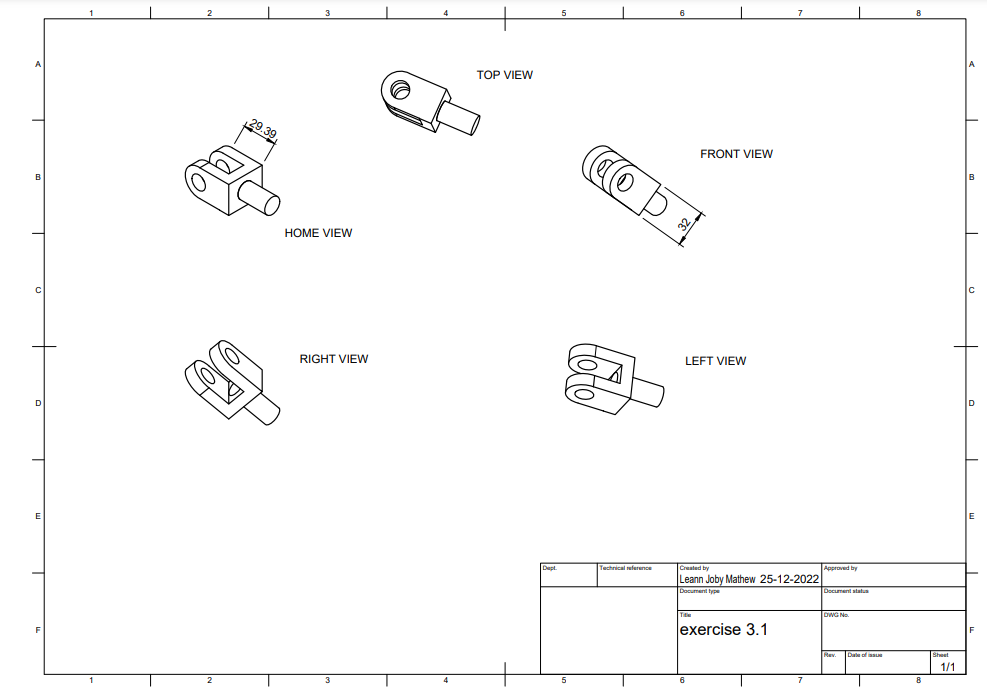 1 2 3 4 5 6 7 8
A A
TOP VIEW
29.39
FRONT VIEW
B B
32
HOME VIEW
C C
RIGHT VIEW
LEFT VIEW
D D
E E
Dept. Technical reference Created by Approved by
Leann Joby Mathew 25-12-2022
Document type Document status
Title DWG No.
exercise 3.1
F F
Rev. Date of issue Sheet
1/1
1 2 3 4 5 6 7 8